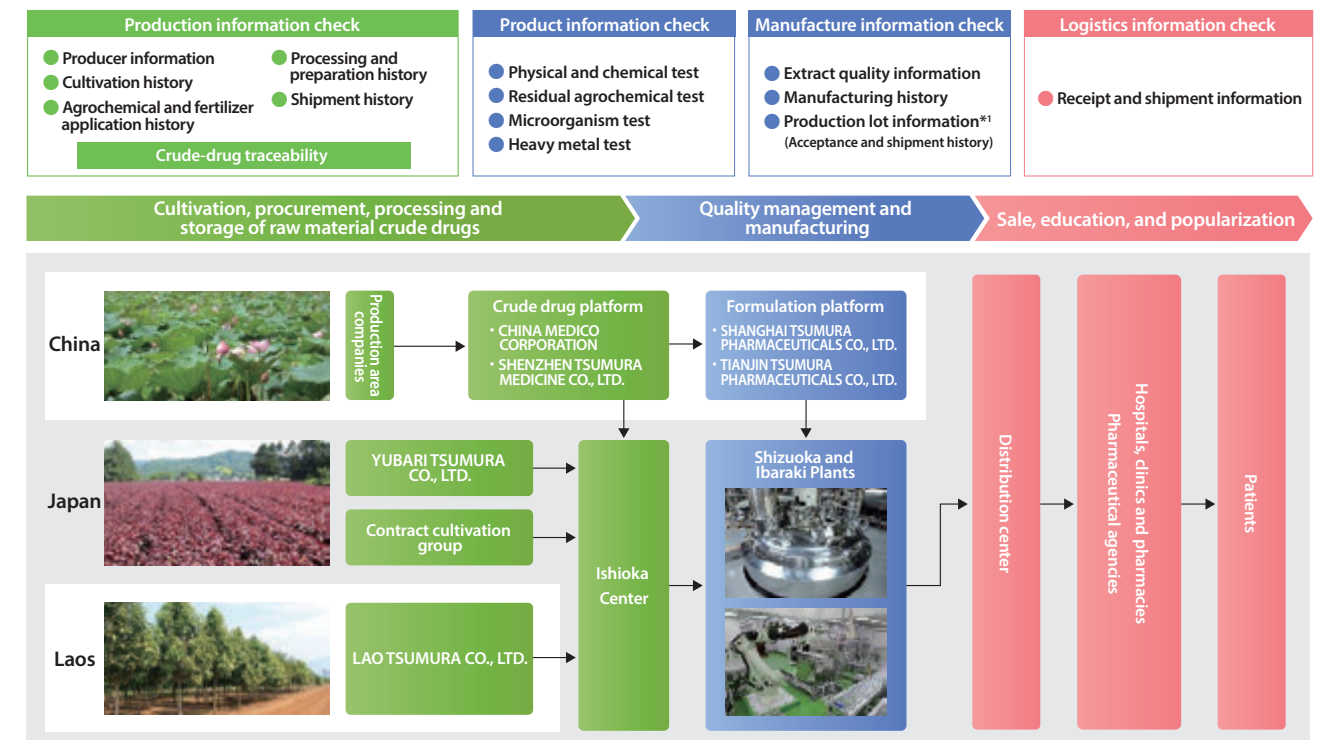 Production information check
Producer information
Cultivation history
Agrochemical and fertilizer
application history
Processing and
preparation history
Shipment history
Crude-drug traceability
Product information check
Physical and chemical test
Residual agrochemical test
Microorganism test
Heavy metal test
Manufacture information check
Extract quality information
Manufacturing history
Production lot information*1
(Acceptance and shipment history)
Logistics information check
Receipt and shipment information
Cultivation, procurement, processing and
storage of raw material crude drugs
Quality management and
manufacturing
Sale, education, and popularization
China
Production area
companies
Crude drug platform
・CHINA MEDICO
CORPORATION
・SHENZHEN TSUMURA
MEDICINE CO., LTD.
Formulation platform
・SHANGHAI TSUMURA
PHARMACEUTICALS CO., LTD.
・TIANJIN TSUMURA
PHARMACEUTICALS CO., LTD.
Japan
YUBARI TSUMURA
CO., LTD.
Contract cultivation
group
Laos
LAO TSUMURA CO., LTD.
Ishioka
Center
Shizuoka and
Ibaraki Plants
Distribution center
Hospitals, clinics and pharmacies
Pharmaceutical agencies
Patients